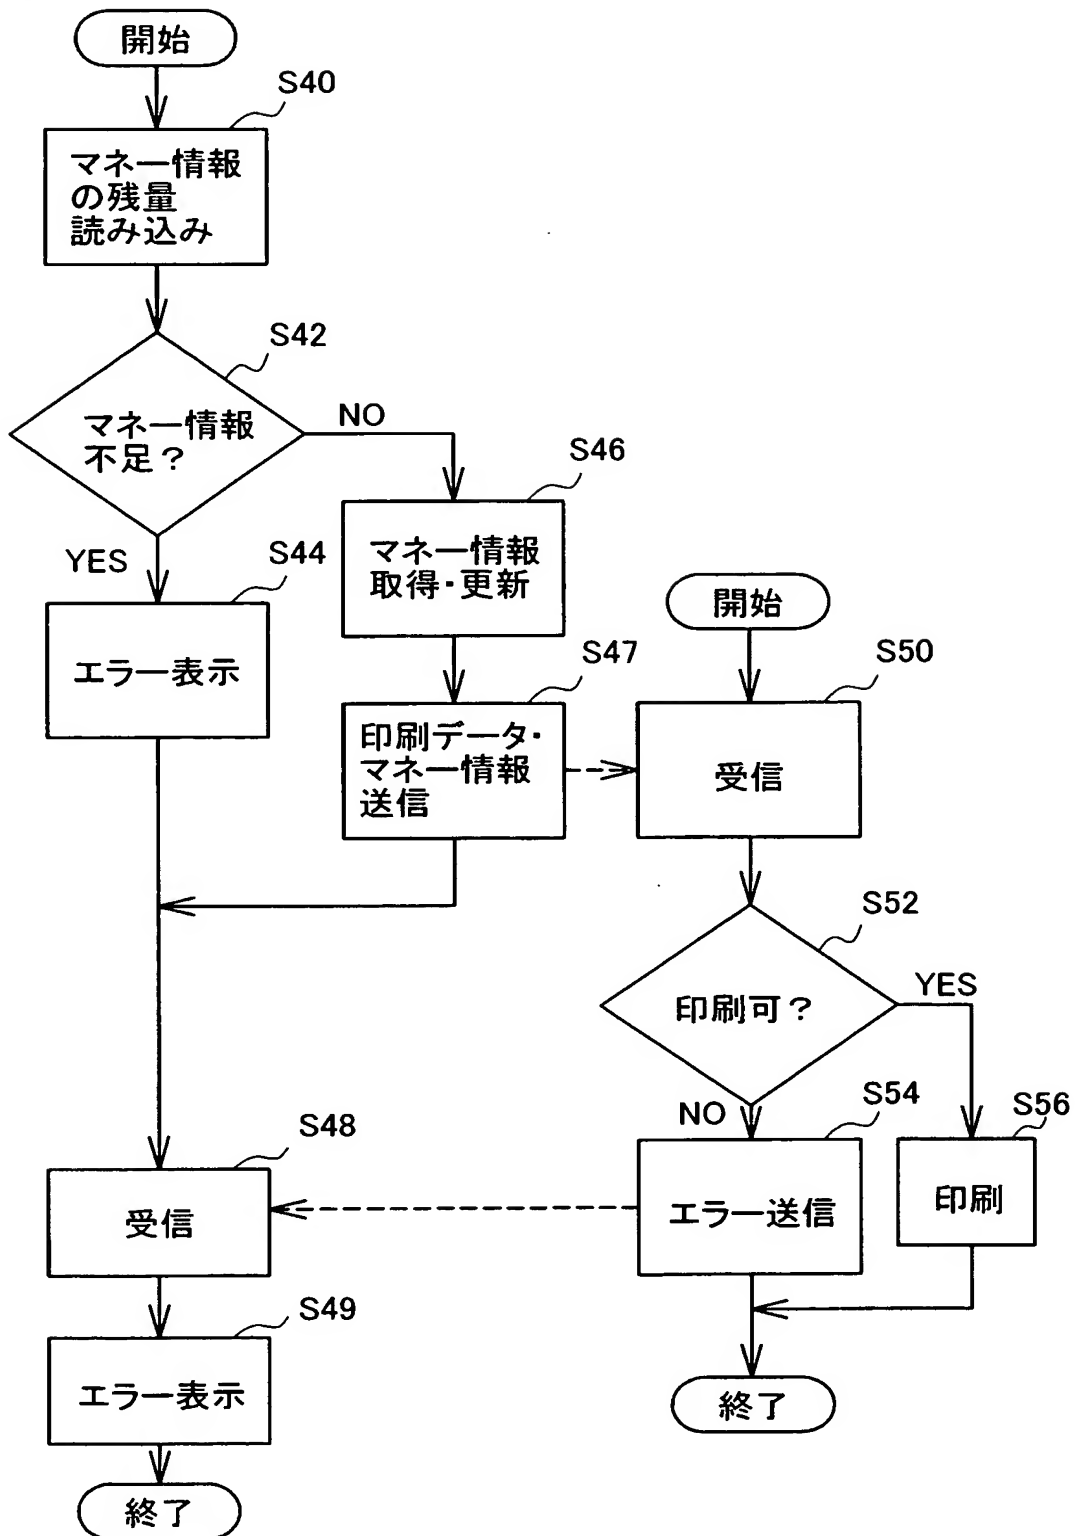 開始
S40
マネー情報
の残量
読み込み
S42
マネー情報
不足？
NO
YES
S44
エラー表示
S46
マネー情報
取得・更新
S47
印刷データ・
マネー情報
送信
開始
S50
受信
S52
印刷可？
YES
NO
S54
エラー送信
S56
印刷
終了
S48
受信
S49
エラー表示
終了